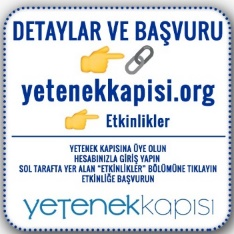 DETAYLAR VE BAŞVURU
yetenekkapisi.org
Etkinlikler
YETENEK KAPISINA ÜYE OLUN
HESABINIZLA GİRİŞ YAPIN
SOL TARAFTA YER ALAN "ETKİNLİKLER" BÖLÜMÜNE TIKLAYIN
ETKİNLİĞE BAŞVURUN
yeTenekkapısı